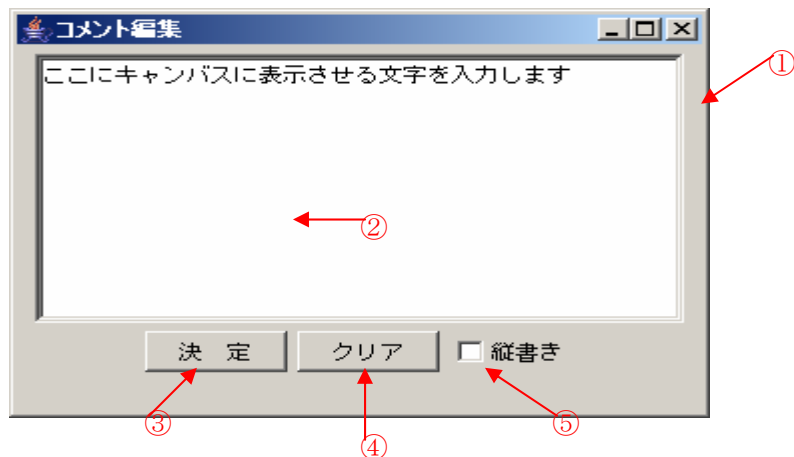 コメント編集
①
ここにキャンバスに表示させる文字を入力します
②
決 定 クリア 縦書き
③ ④ ⑤